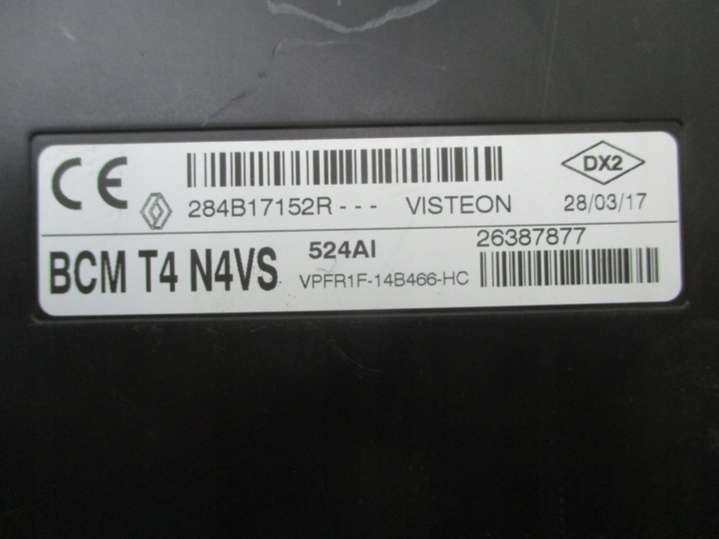 CE
DX2
284B17152R--- VISTEON 28/03/17
BCM T4 N4VS 524AI 26387877
VPFR1F-14B466-HC